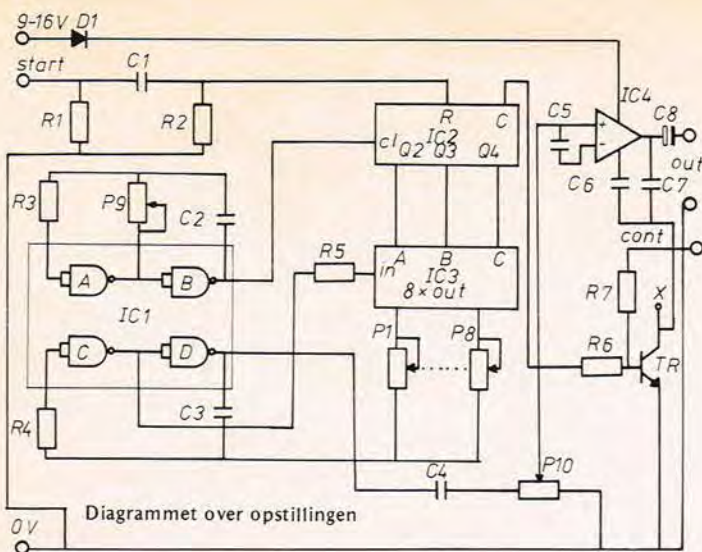 9-16V D1
start
C1
R1
R2
R C
cl IC2
Q2 Q3 Q4
C5
+
-
IC4
C8
out
C6
C7
cont
R3
P9
C2
A
B
IC1
C
D
R5
A B C
in IC3
8x out
R7
X
R6
TR
P1
P8
C3
R4
C4
P10
Diagrammet over opstillingen
0V